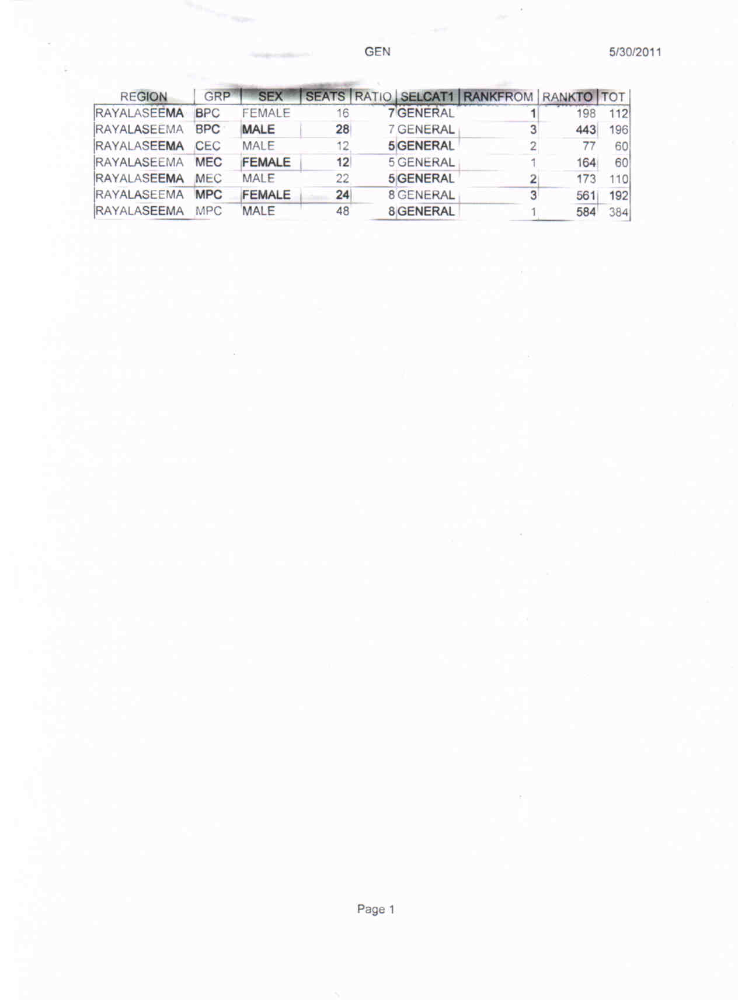 GEN 5/30/2011
REGION GRP SEX SEATS RATIO SELCAT1 RANKFROM RANKTO TOT
RAYALASEEMA BPC FEMALE 16 7 GENERAL 1 198 112
RAYALASEEMA BPC MALE 28 7 GENERAL 3 443 196
RAYALASEEMA CEC MALE 12 5 GENERAL 2 77 60
RAYALASEEMA MEC FEMALE 12 5 GENERAL 1 164 60
RAYALASEEMA MEC MALE 22 5 GENERAL 2 173 110
RAYALASEEMA MPC FEMALE 24 8 GENERAL 3 561 192
RAYALASEEMA MPC MALE 48 8 GENERAL 1 584 384
Page 1